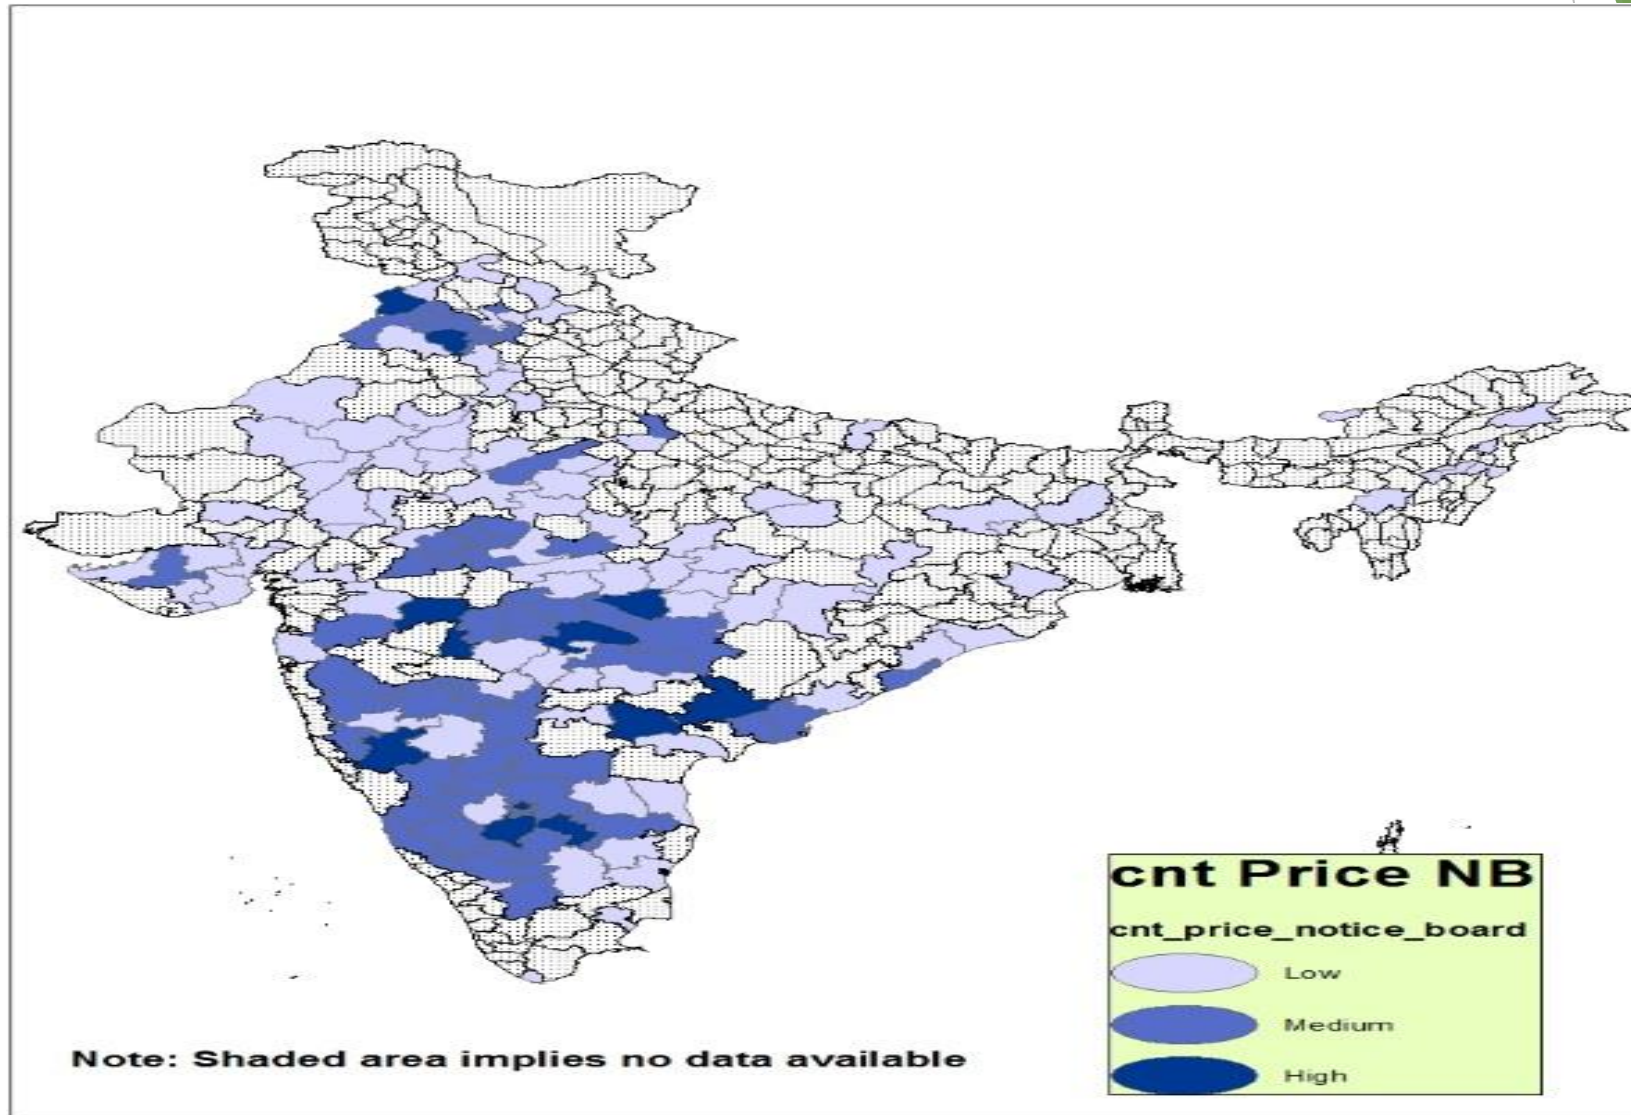 cnt Price NB
cnt_price_notice_board
Low
Medium
High
Note: Shaded area implies no data available